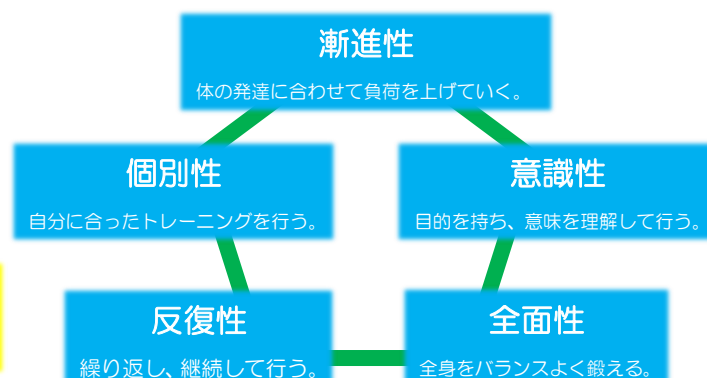 漸進性
体の発達に合わせて負荷を上げていく。
個別性
自分に合ったトレーニングを行う。
意識性
目的を持ち、意味を理解して行う。
反復性
繰り返し、継続して行う。
全面性
全身をバランスよく鍛える。